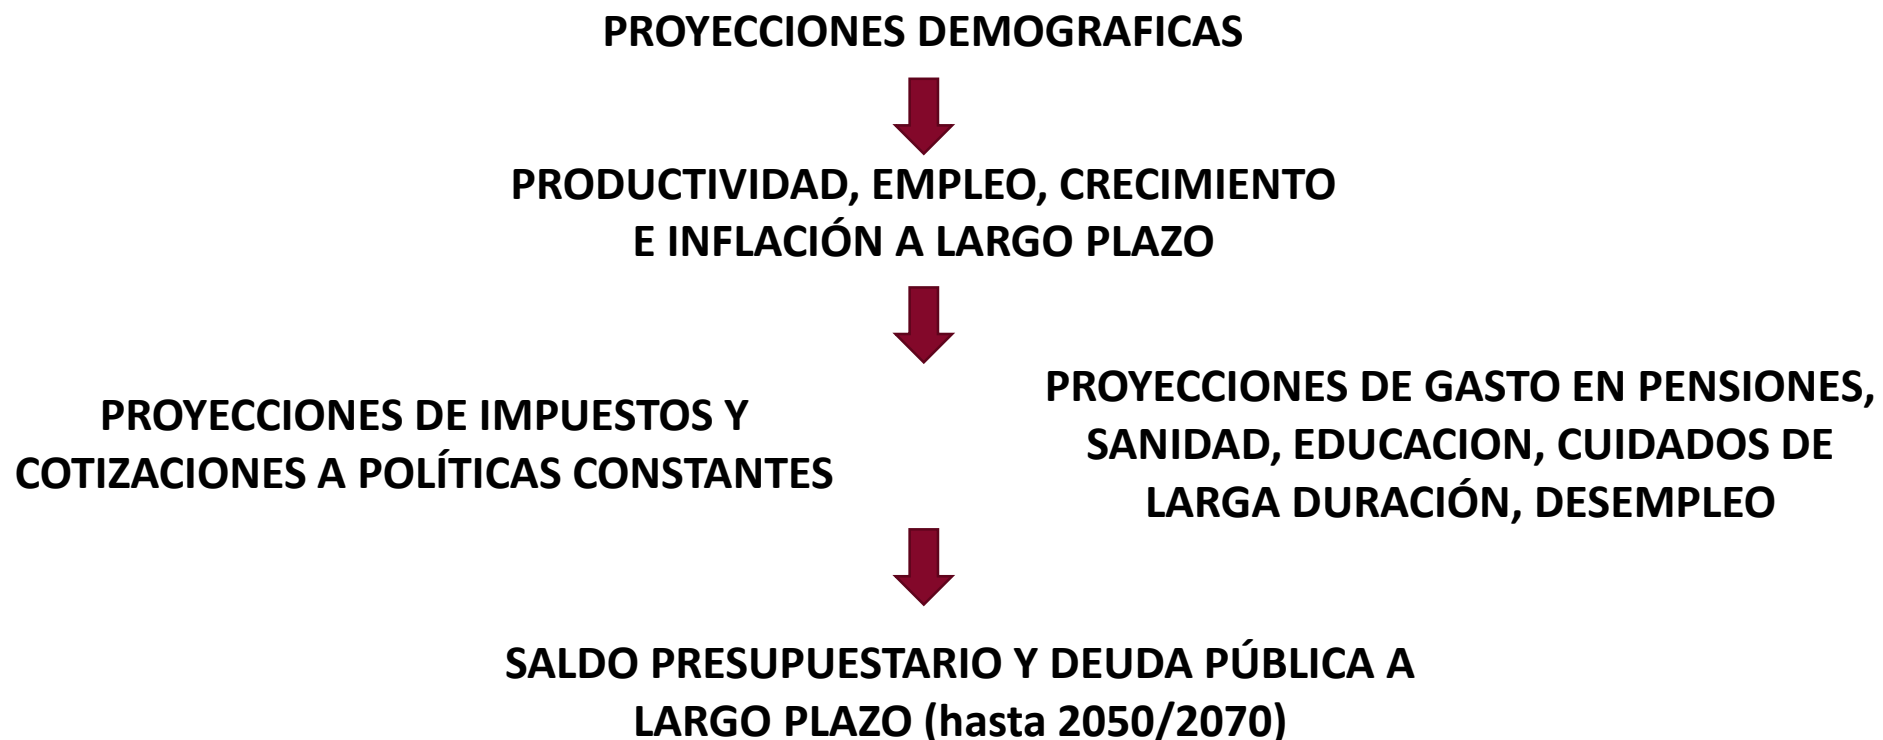 PROYECCIONES DEMOGRAFICAS
PRODUCTIVIDAD, EMPLEO, CRECIMIENTO
E INFLACIÓN A LARGO PLAZO
PROYECCIONES DE IMPUESTOS Y
COTIZACIONES A POLÍTICAS CONSTANTES
PROYECCIONES DE GASTO EN PENSIONES,
SANIDAD, EDUCACION, CUIDADOS DE
LARGA DURACIÓN, DESEMPLEO
SALDO PRESUPUESTARIO Y DEUDA PÚBLICA A
LARGO PLAZO (hasta 2050/2070)